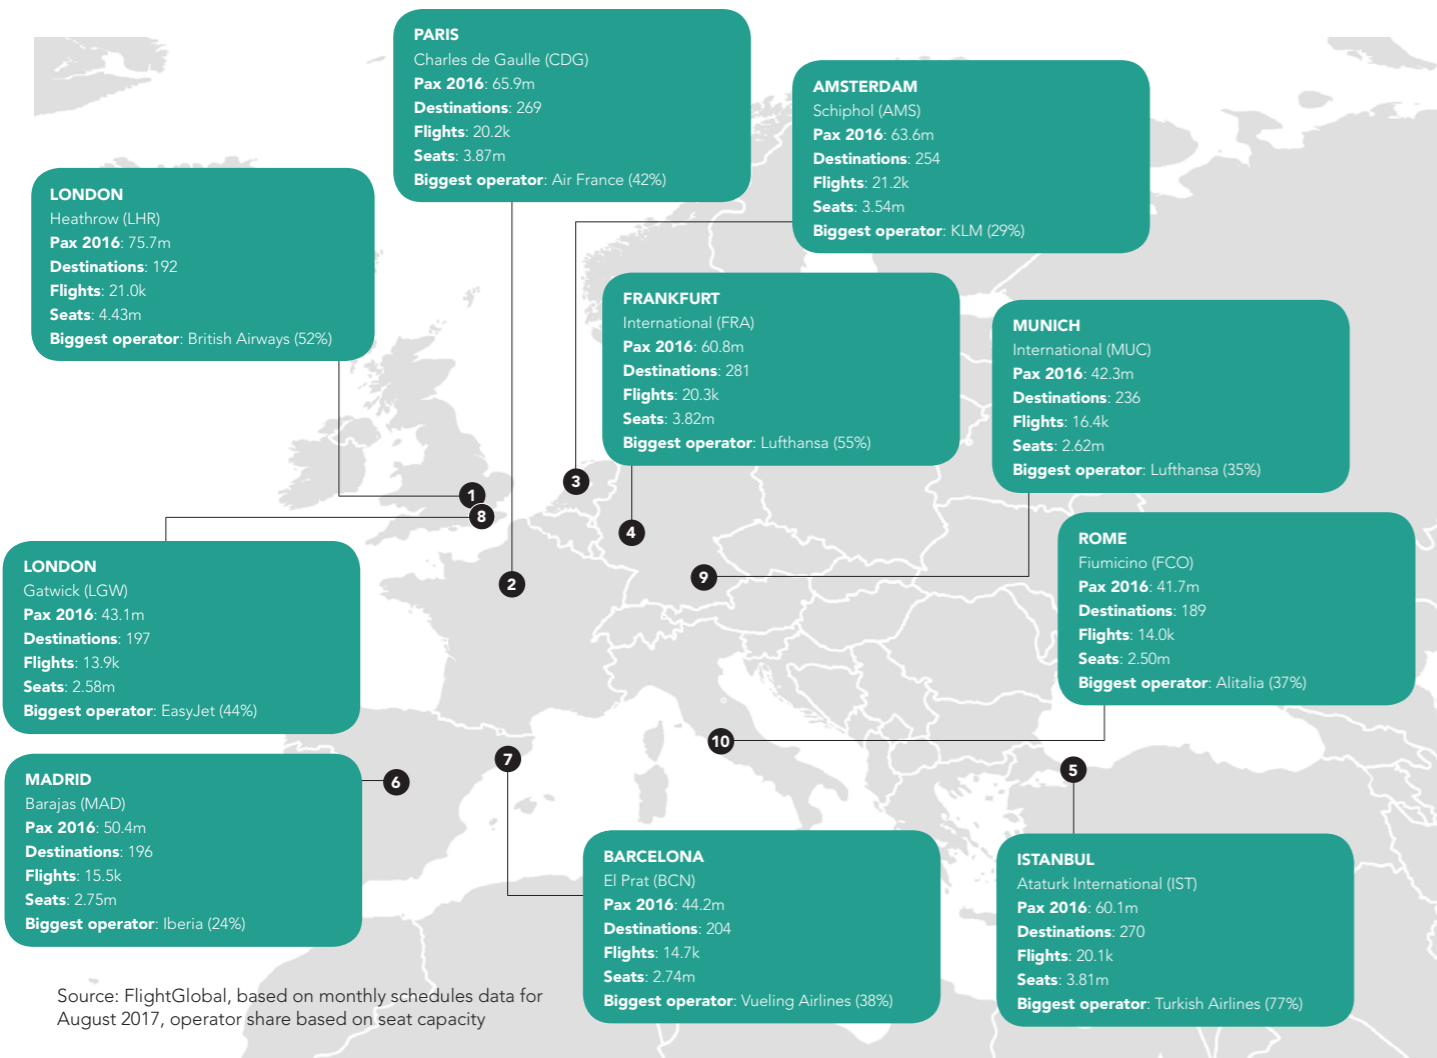 PARIS
Charles de Gaulle (CDG)
Pax 2016: 65.9m
Destinations: 269
Flights: 20.2k
Seats: 3.87m
Biggest operator: Air France (42%)
AMSTERDAM
Schiphol (AMS)
Pax 2016: 63.6m
Destinations: 254
Flights: 21.2k
Seats: 3.54m
Biggest operator: KLM (29%)
LONDON
Heathrow (LHR)
Pax 2016: 75.7m
Destinations: 192
Flights: 21.0k
Seats: 4.43m
Biggest operator: British Airways (52%)
FRANKFURT
International (FRA)
Pax 2016: 60.8m
Destinations: 281
Flights: 20.3k
Seats: 3.82m
Biggest operator: Lufthansa (55%)
MUNICH
International (MUC)
Pax 2016: 42.3m
Destinations: 236
Flights: 16.4k
Seats: 2.62m
Biggest operator: Lufthansa (35%)
1
8
3
4
2
9
LONDON
Gatwick (LGW)
Pax 2016: 43.1m
Destinations: 197
Flights: 13.9k
Seats: 2.58m
Biggest operator: EasyJet (44%)
ROME
Fiumicino (FCO)
Pax 2016: 41.7m
Destinations: 189
Flights: 14.0k
Seats: 2.50m
Biggest operator: Alitalia (37%)
10
7
5
6
MADRID
Barajas (MAD)
Pax 2016: 50.4m
Destinations: 196
Flights: 15.5k
Seats: 2.75m
Biggest operator: Iberia (24%)
BARCELONA
El Prat (BCN)
Pax 2016: 44.2m
Destinations: 204
Flights: 14.7k
Seats: 2.74m
Biggest operator: Vueling Airlines (38%)
ISTANBUL
Ataturk International (IST)
Pax 2016: 60.1m
Destinations: 270
Flights: 20.1k
Seats: 3.81m
Biggest operator: Turkish Airlines (77%)
Source: FlightGlobal, based on monthly schedules data for
August 2017, operator share based on seat capacity